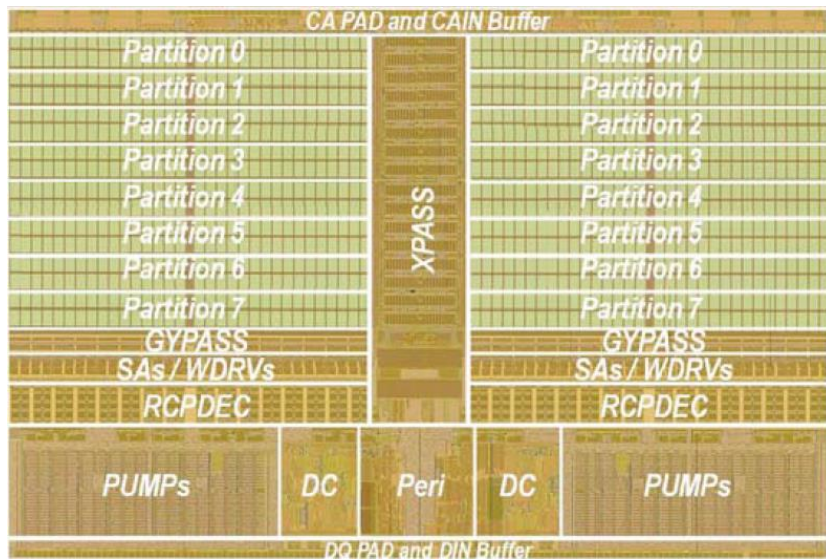 CA PAD and CAIN Buffer
Partition 0 Partition 0
Partition 1 Partition 1
Partition 2 Partition 2
Partition 3 Partition 3
Partition 4 Partition 4
Partition 5 Partition 5
Partition 6 Partition 6
Partition 7 Partition 7
XPASS
GYPASS GYPASS
SAs / WDRVs SAs / WDRVs
RCPDEC RCPDEC
PUMPs DC Peri DC PUMPs
DQ PAD and DIN Buffer